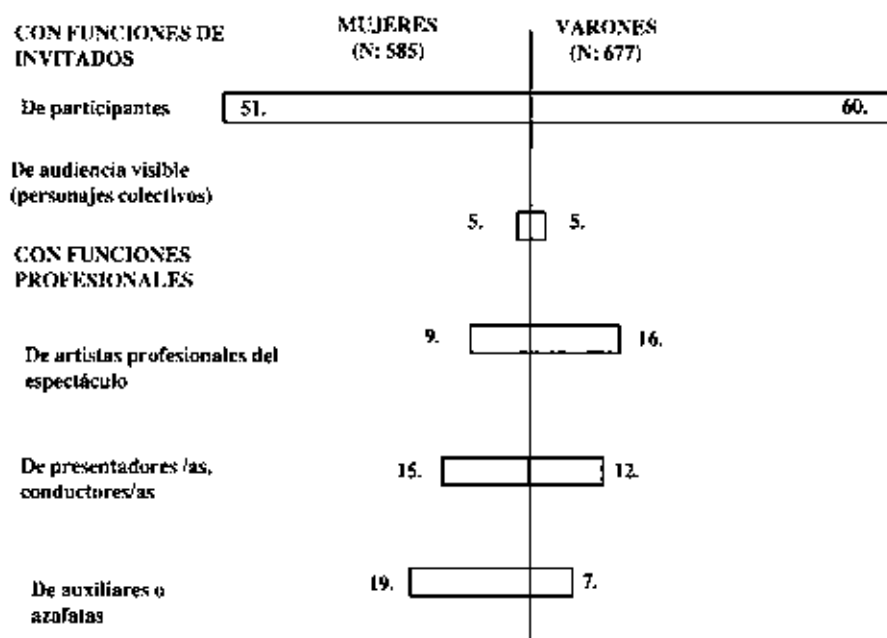 CON FUNCIONES DE
INVITADOS
MUJERES
(N: 585)
VARONES
(N: 677)
De participantes
51.
60.
De audiencia visible
(personajes colectivos)
5.
5.
CON FUNCIONES
PROFESIONALES
De artistas profesionales del
espectáculo
9.
16.
De presentadores /as,
conductores/as
15.
12.
De auxiliares o
azafatas
19.
7.